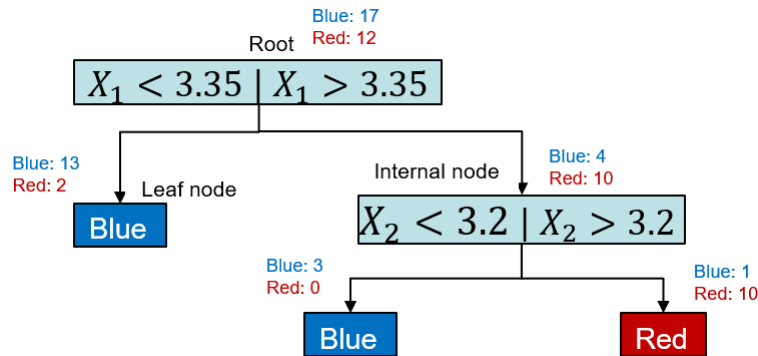 Blue: 17
Red: 12
Root
X₁ < 3.35 | X₁ > 3.35
Blue: 13
Red: 2
Leaf node
Blue
Internal node
Blue: 4
Red: 10
X₂ < 3.2 | X₂ > 3.2
Blue: 3
Red: 0
Blue: 1
Red: 10
Blue
Red